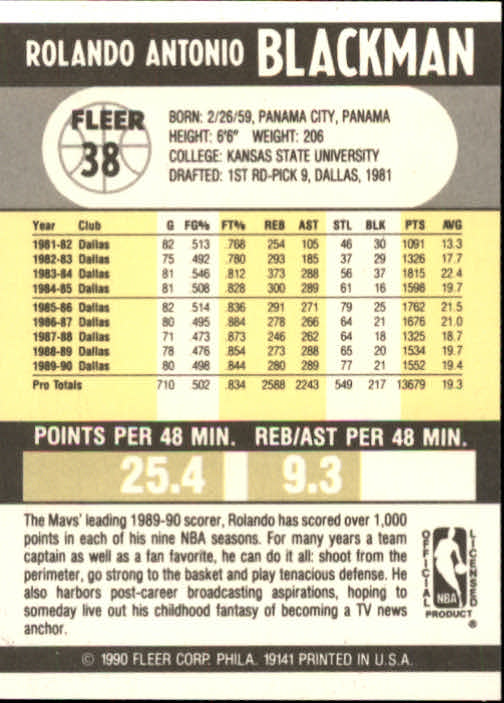 ROLANDO ANTONIO BLACKMAN
FLEER
38
BORN: 2/26/59, PANAMA CITY, PANAMA
HEIGHT: 6'6" WEIGHT: 206
COLLEGE: KANSAS STATE UNIVERSITY
DRAFTED: 1ST RD-PICK 9, DALLAS, 1981
Year Club G FG% FT% REB AST STL BLK PTS AVG
1981-82 Dallas 82 .513 .768 254 105 46 30 1091 13.3
1982-83 Dallas 75 .492 .780 293 185 37 29 1326 17.7
1983-84 Dallas 81 .546 .812 373 288 56 37 1815 22.4
1984-85 Dallas 81 .508 .828 300 289 61 16 1598 19.7
1985-86 Dallas 82 .514 .836 291 271 79 25 1762 21.5
1986-87 Dallas 80 .495 .884 278 266 64 21 1676 21.0
1987-88 Dallas 71 .473 .873 246 262 64 18 1325 18.7
1988-89 Dallas 78 .476 .854 273 288 65 20 1534 19.7
1989-90 Dallas 80 .498 .844 280 289 77 21 1552 19.4
Pro Totals 710 .502 .834 2588 2243 549 217 13679 19.3
POINTS PER 48 MIN. REB/AST PER 48 MIN.
25.4 9.3
The Mavs' leading 1989-90 scorer, Rolando has scored over 1,000
points in each of his nine NBA seasons. For many years a team
captain as well as a fan favorite, he can do it all: shoot from the
perimeter, go strong to the basket and play tenacious defense. He
also harbors post-career broadcasting aspirations, hoping to
someday live out his childhood fantasy of becoming a TV news
anchor.
OFFICIAL
LICENSED
NBA
PRODUCT
®
© 1990 FLEER CORP. PHILA. 19141 PRINTED IN U.S.A.